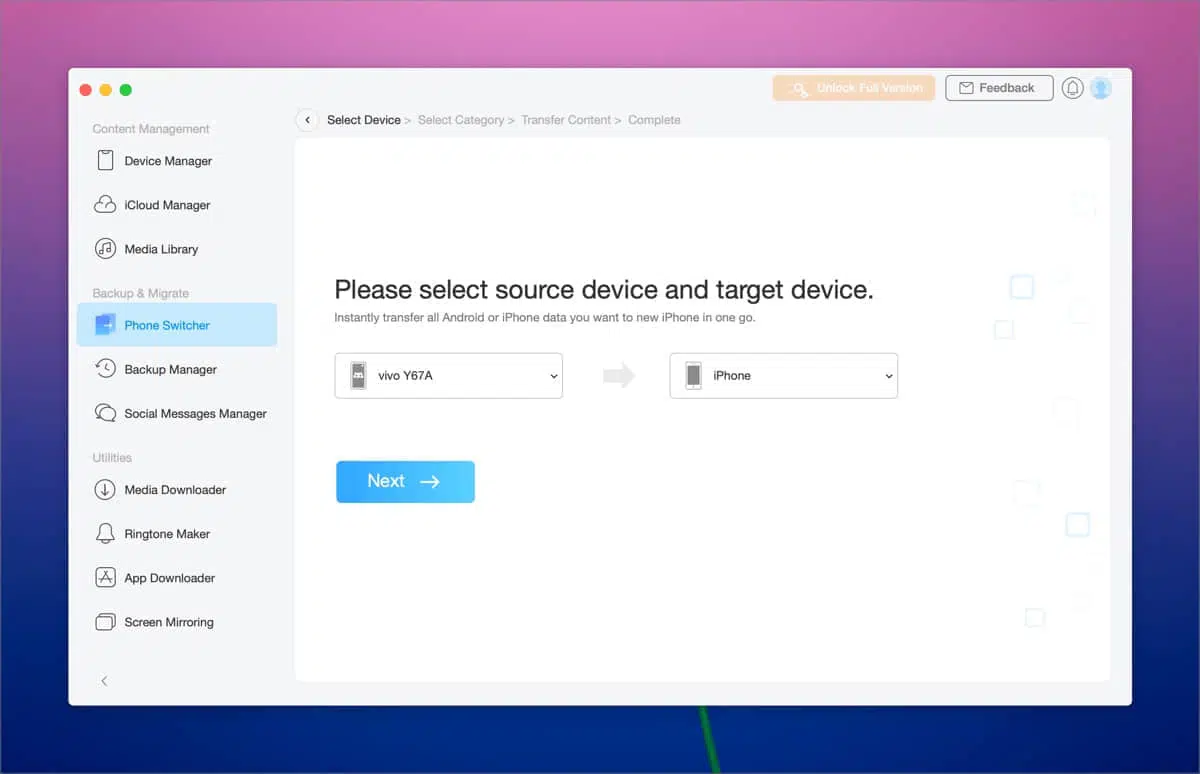 Unlock Full Version
Feedback
Select Device > Select Category > Transfer Content > Complete
Content Management
Device Manager
iCloud Manager
Media Library
Backup & Migrate
Phone Switcher
Backup Manager
Social Messages Manager
Utilities
Media Downloader
Ringtone Maker
App Downloader
Screen Mirroring
Please select source device and target device.
Instantly transfer all Android or iPhone data you want to new iPhone in one go.
vivo Y67A
iPhone
Next